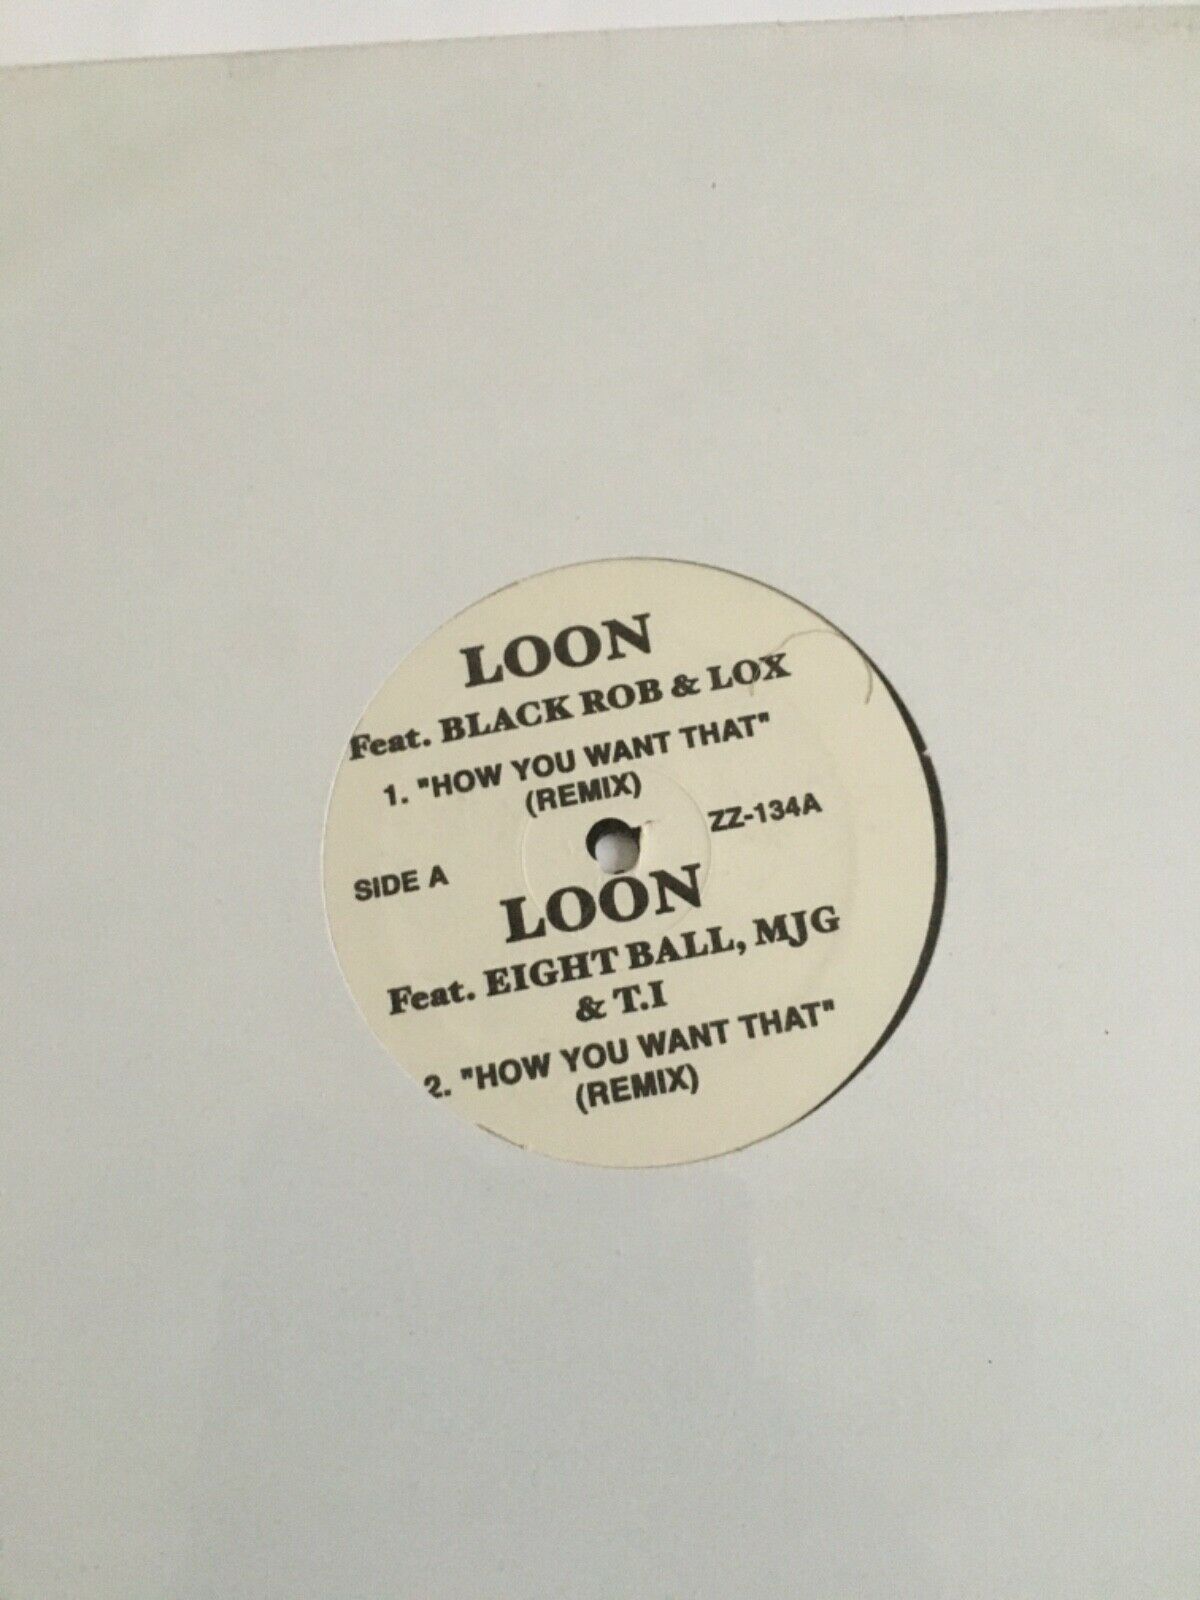 LOON
Feat. BLACK ROB & LOX
1. "HOW YOU WANT THAT"
(REMIX)
ZZ-134A
SIDE A
LOON
Feat. EIGHT BALL, MJG
& T.I
2. "HOW YOU WANT THAT"
(REMIX)